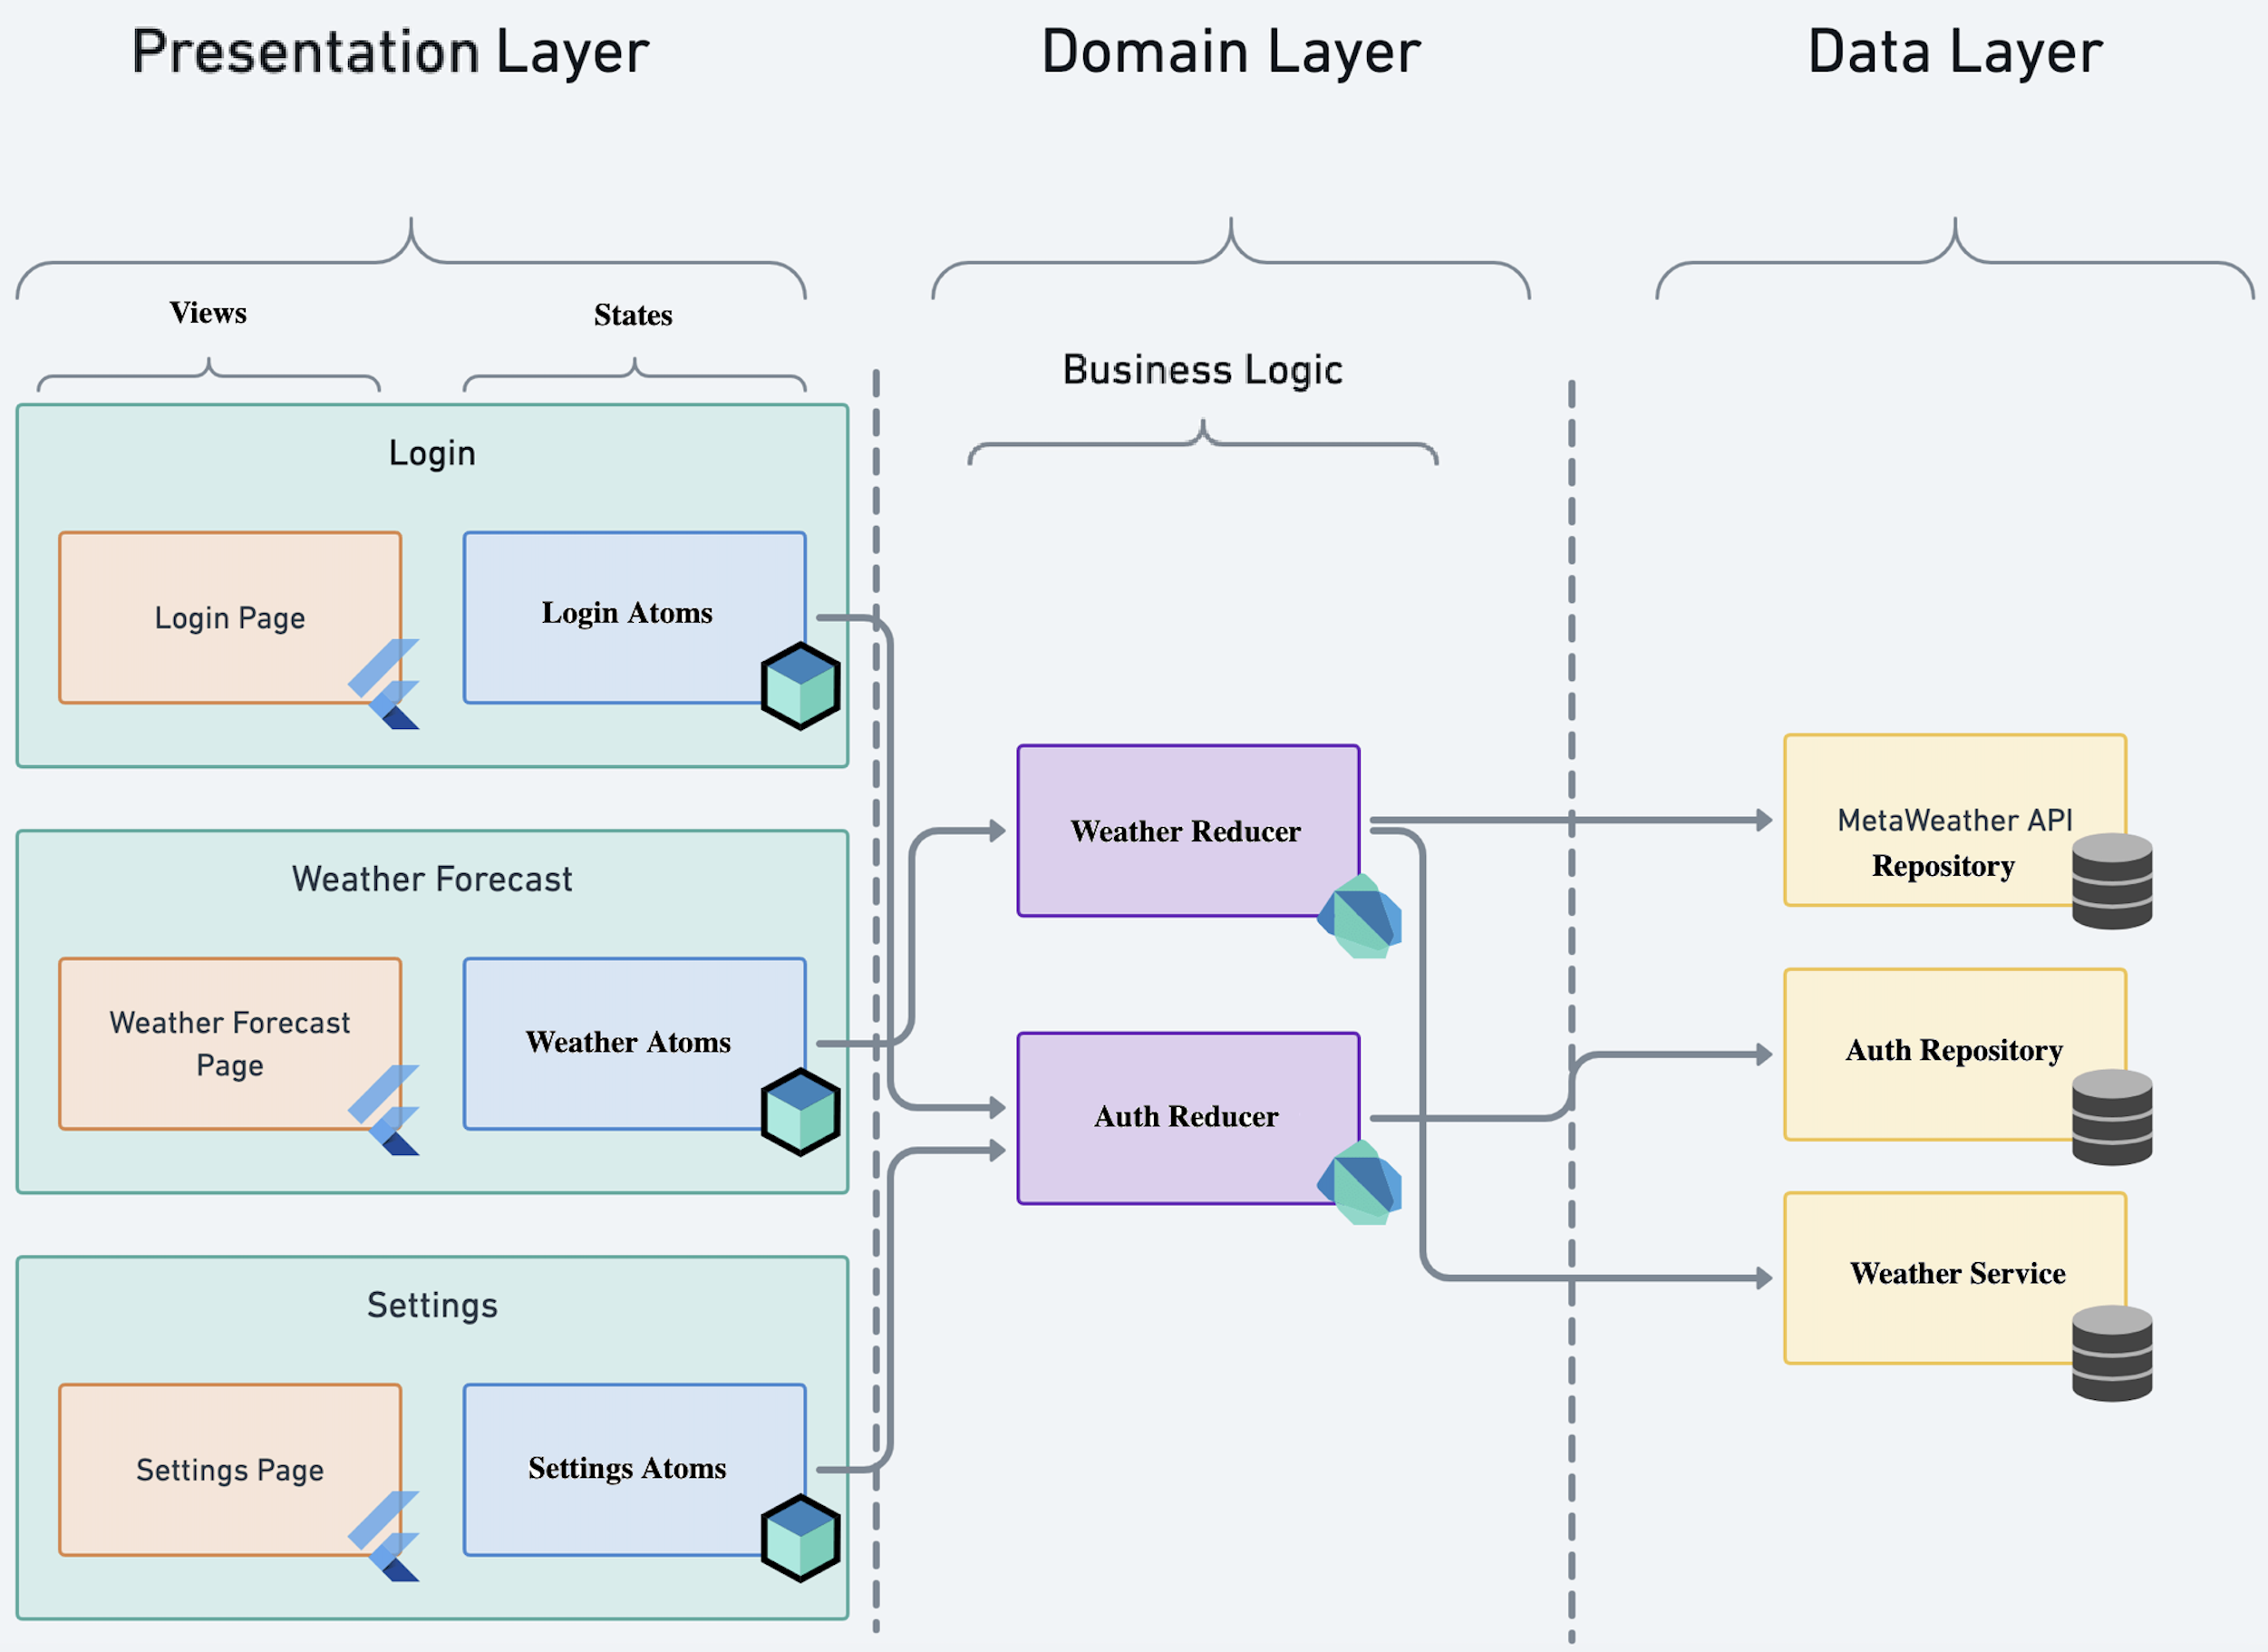 Presentation Layer
Domain Layer
Data Layer
Views
States
Business Logic
Login
Login Page
Login Atoms
Weather Forecast
Weather Forecast
Page
Weather Atoms
Settings
Settings Page
Settings Atoms
Weather Reducer
Auth Reducer
MetaWeather API
Repository
Auth Repository
Weather Service